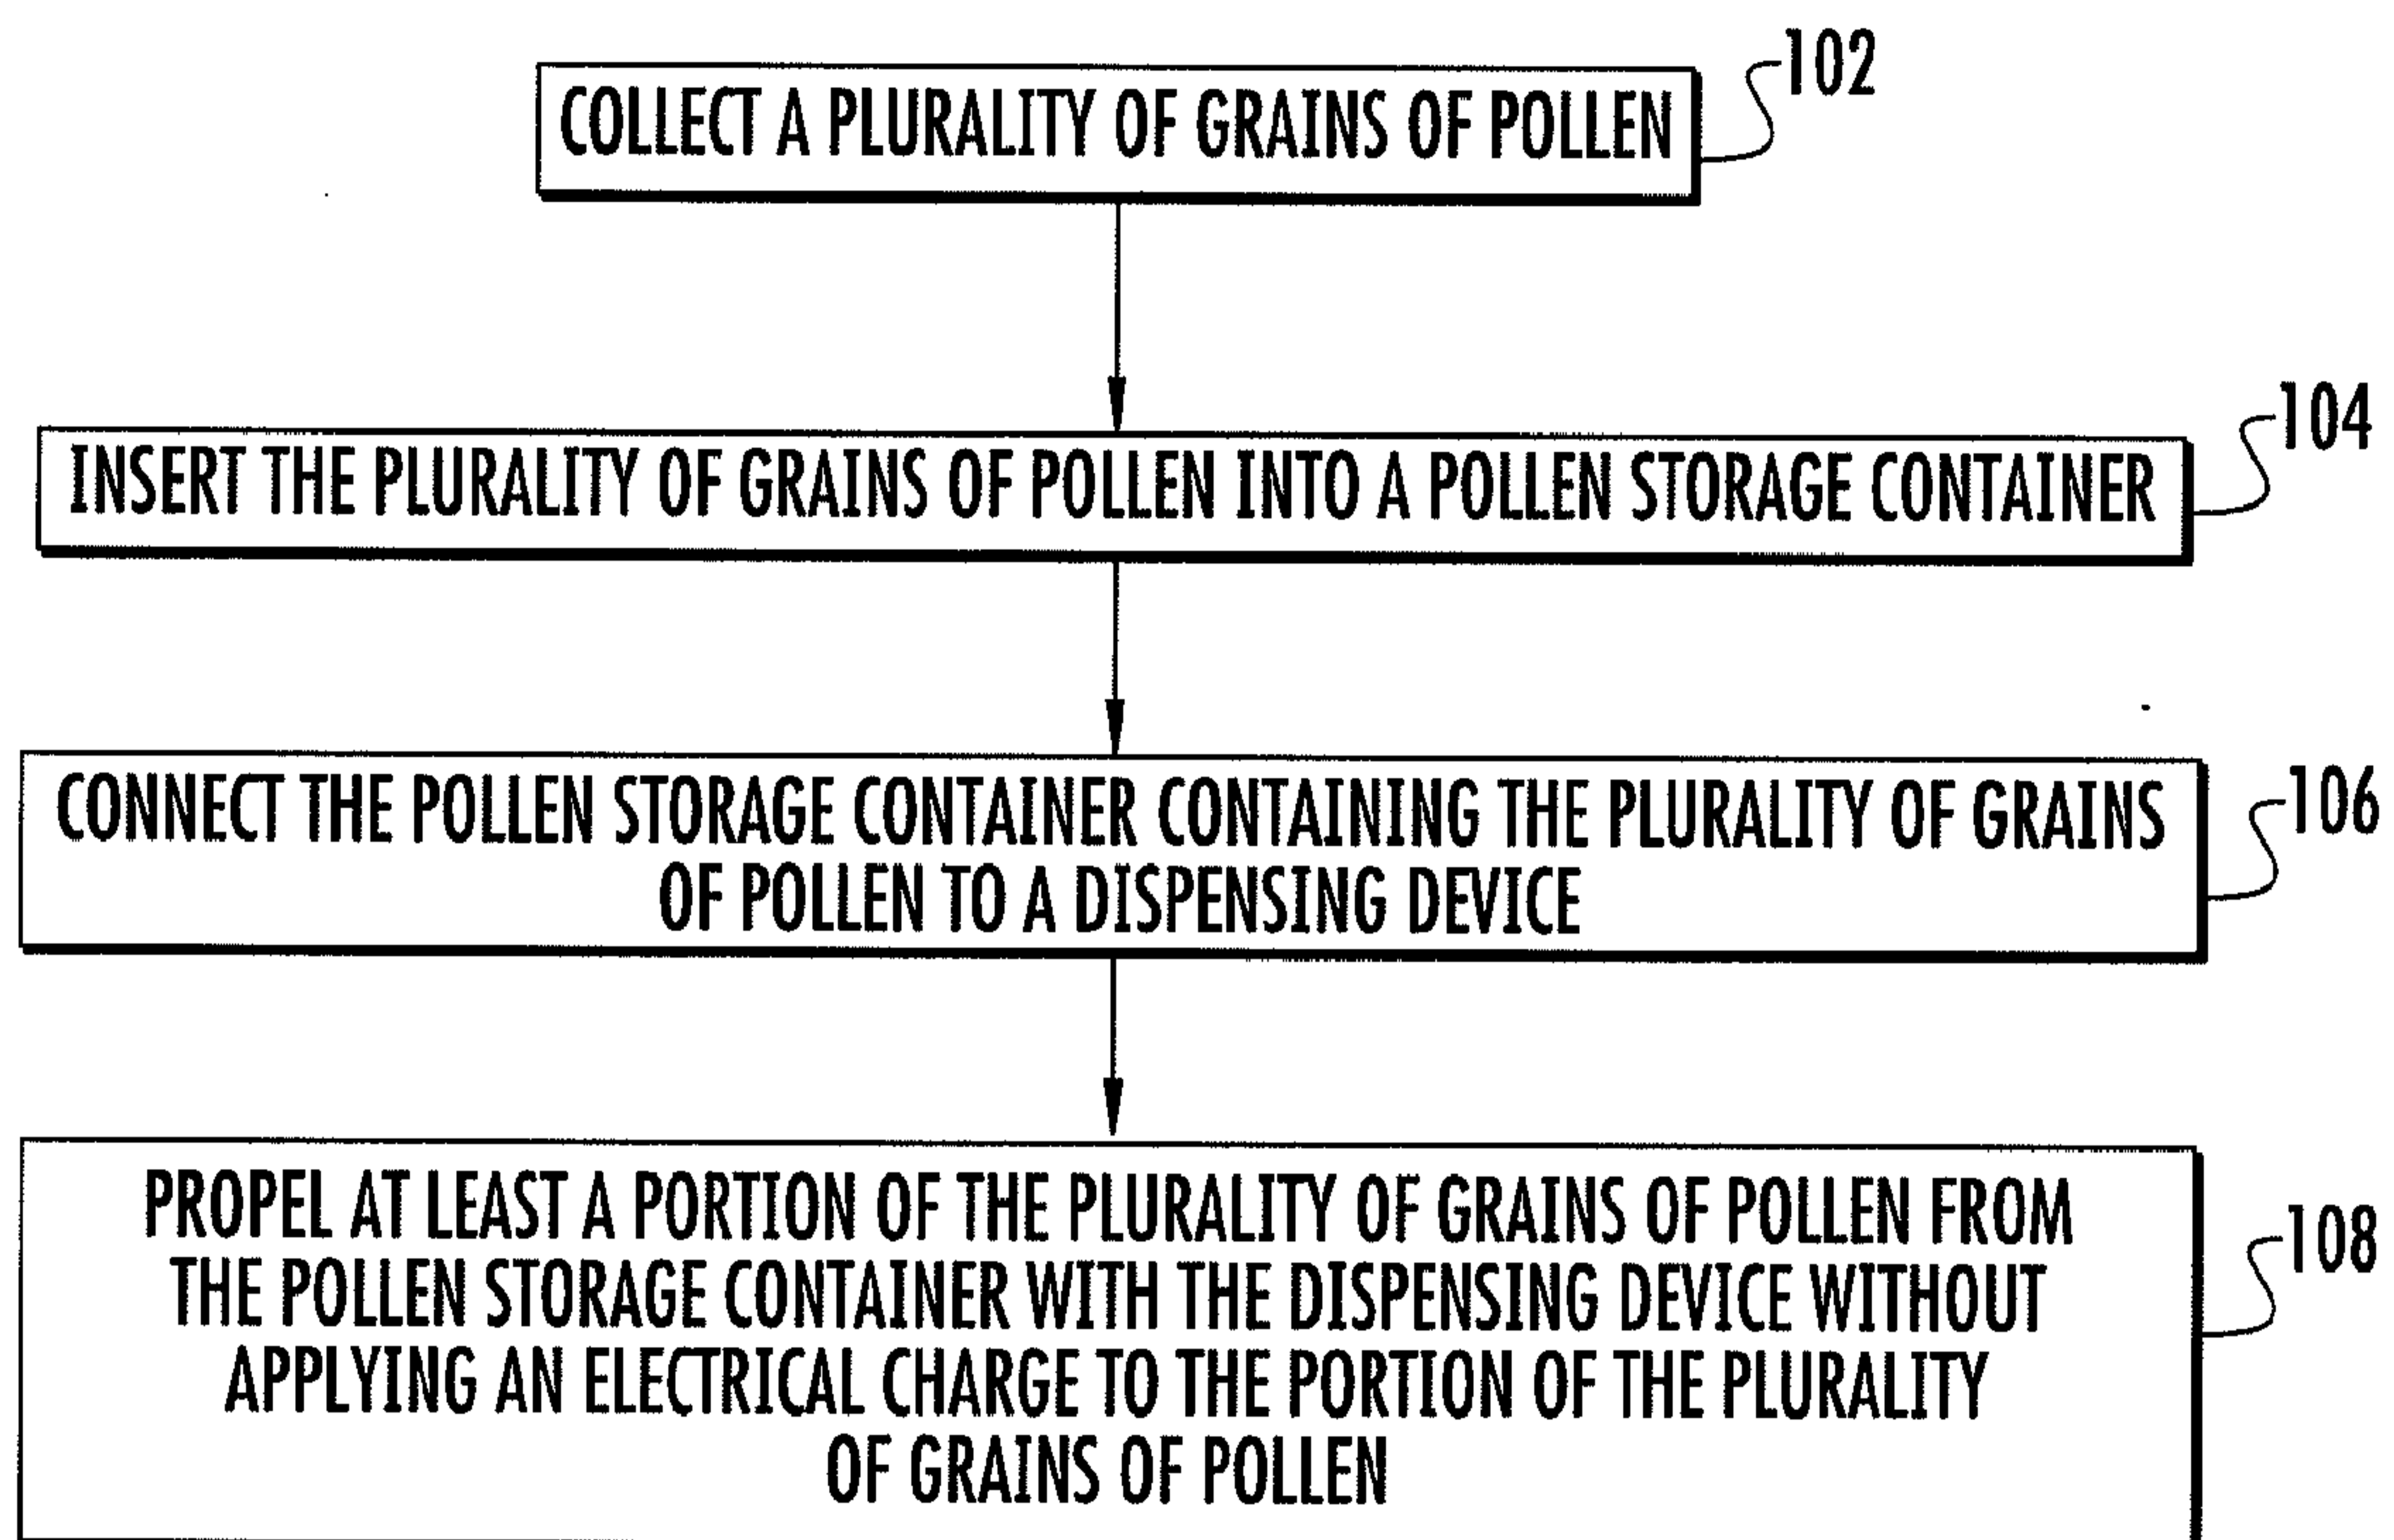 102
COLLECT A PLURALITY OF GRAINS OF POLLEN
104
INSERT THE PLURALITY OF GRAINS OF POLLEN INTO A POLLEN STORAGE CONTAINER
106
CONNECT THE POLLEN STORAGE CONTAINER CONTAINING THE PLURALITY OF GRAINS
OF POLLEN TO A DISPENSING DEVICE
108
PROPEL AT LEAST A PORTION OF THE PLURALITY OF GRAINS OF POLLEN FROM
THE POLLEN STORAGE CONTAINER WITH THE DISPENSING DEVICE WITHOUT
APPLYING AN ELECTRICAL CHARGE TO THE PORTION OF THE PLURALITY
OF GRAINS OF POLLEN